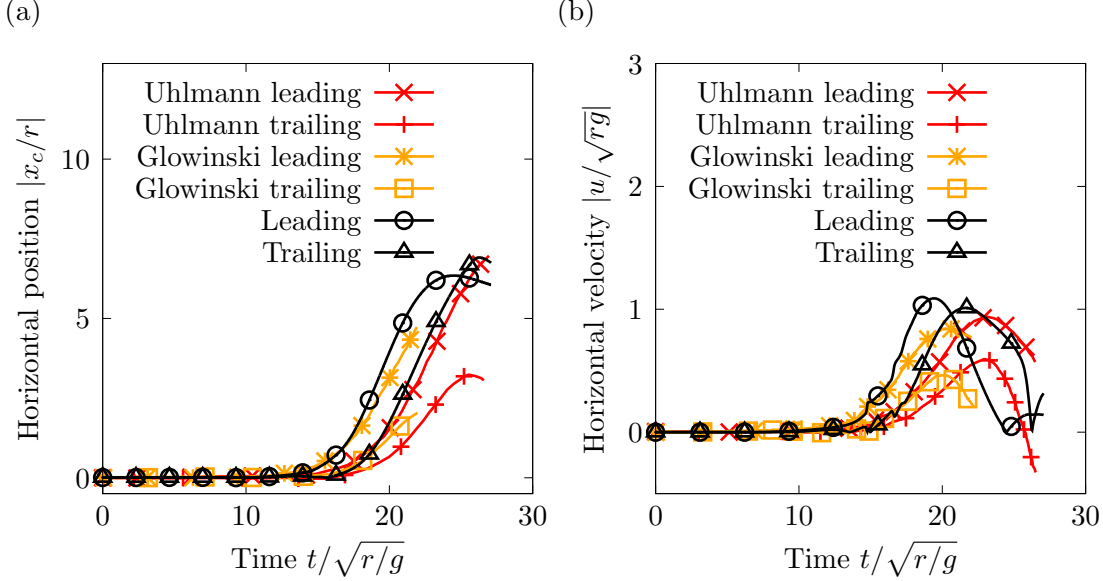 (a)
Horizontal position |x_c/r|
10
5
0
Uhlmann leading
Uhlmann trailing
Glowinski leading
Glowinski trailing
Leading
Trailing
0 10 20 30
Time t/√r/g
(b)
Horizontal velocity |u/√rg|
3
2
1
0
Uhlmann leading
Uhlmann trailing
Glowinski leading
Glowinski trailing
Leading
Trailing
0 10 20 30
Time t/√r/g